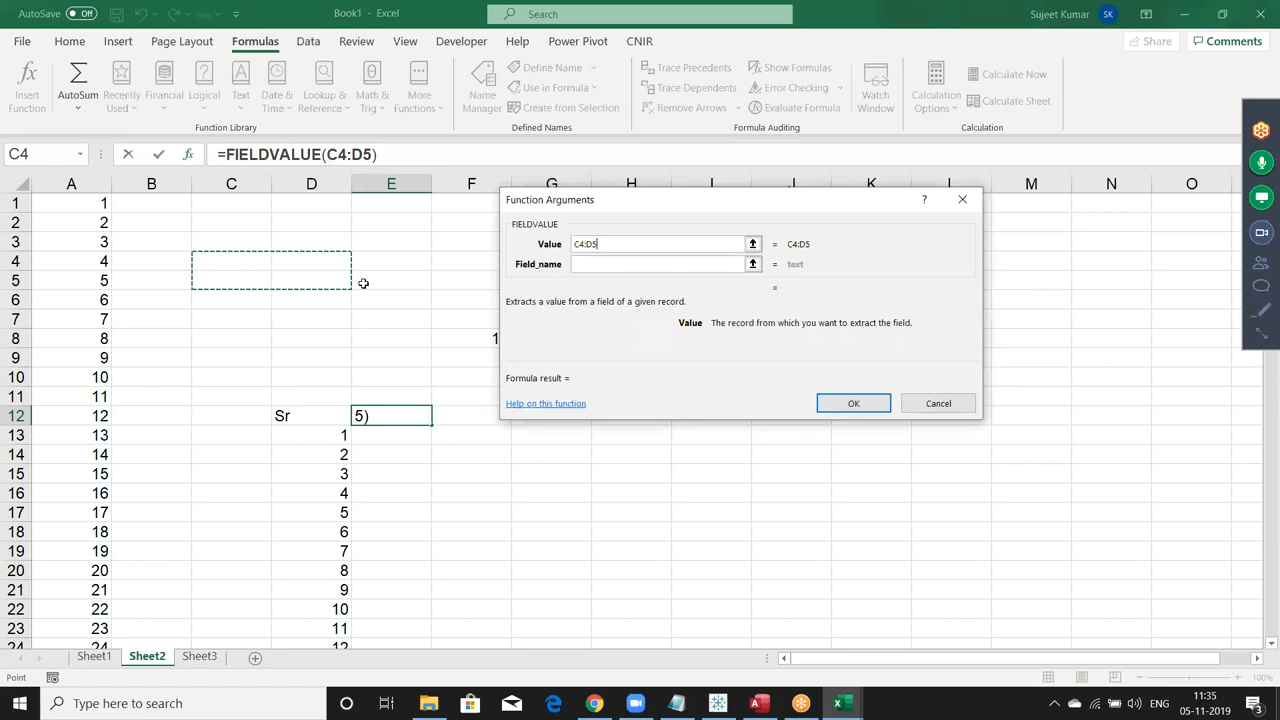 AutoSave Off Book1 - Excel Search Sujeet Kumar SK
File Home Insert Page Layout Formulas Data Review View Developer Help Power Pivot CNIR Share Comments
Insert Function AutoSum Recently Used Financial Logical Text Date & Time Lookup & Reference Math & Trig More Functions Name Manager Define Name Use in Formula Create from Selection Trace Precedents Trace Dependents Remove Arrows Show Formulas Error Checking Evaluate Formula Watch Window Calculation Options Calculate Now Calculate Sheet
Function Library Defined Names Formula Auditing Calculation
C4 fx =FIELDVALUE(C4:D5)
A B C D E F G H I J K L M N O
1 1
2 2
3 3
4 4
5 5
6 6
7 7
8 8 1
9 9
10 10
11 11
12 12 Sr 5)
13 13 1
14 14 2
15 15 3
16 16 4
17 17 5
18 18 6
19 19 7
20 20 8
21 21 9
22 22 10
23 23 11
24 24 12
Function Arguments ?
FIELDVALUE
Value C4:D5 = C4:D5
Field_name = text
=
Extracts a value from a field of a given record.
Value The record from which you want to extract the field.
Formula result =
Help on this function OK Cancel
Sheet1 Sheet2 Sheet3
Point 100%
Type here to search 11:35
05-11-2019 3